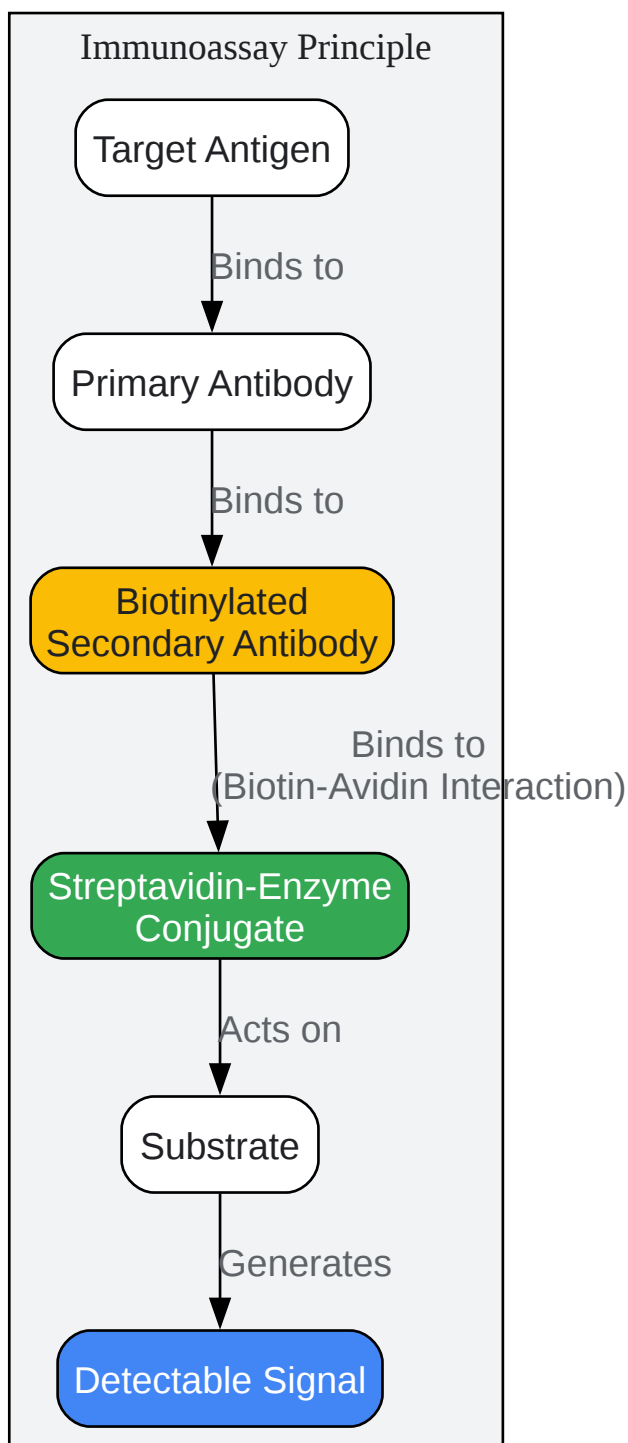 Immunoassay Principle
Target Antigen
Binds to
Primary Antibody
Binds to
Biotinylated
Secondary Antibody
Binds to
(Biotin-Avidin Interaction)
Streptavidin-Enzyme
Conjugate
Acts on
Substrate
Generates
Detectable Signal